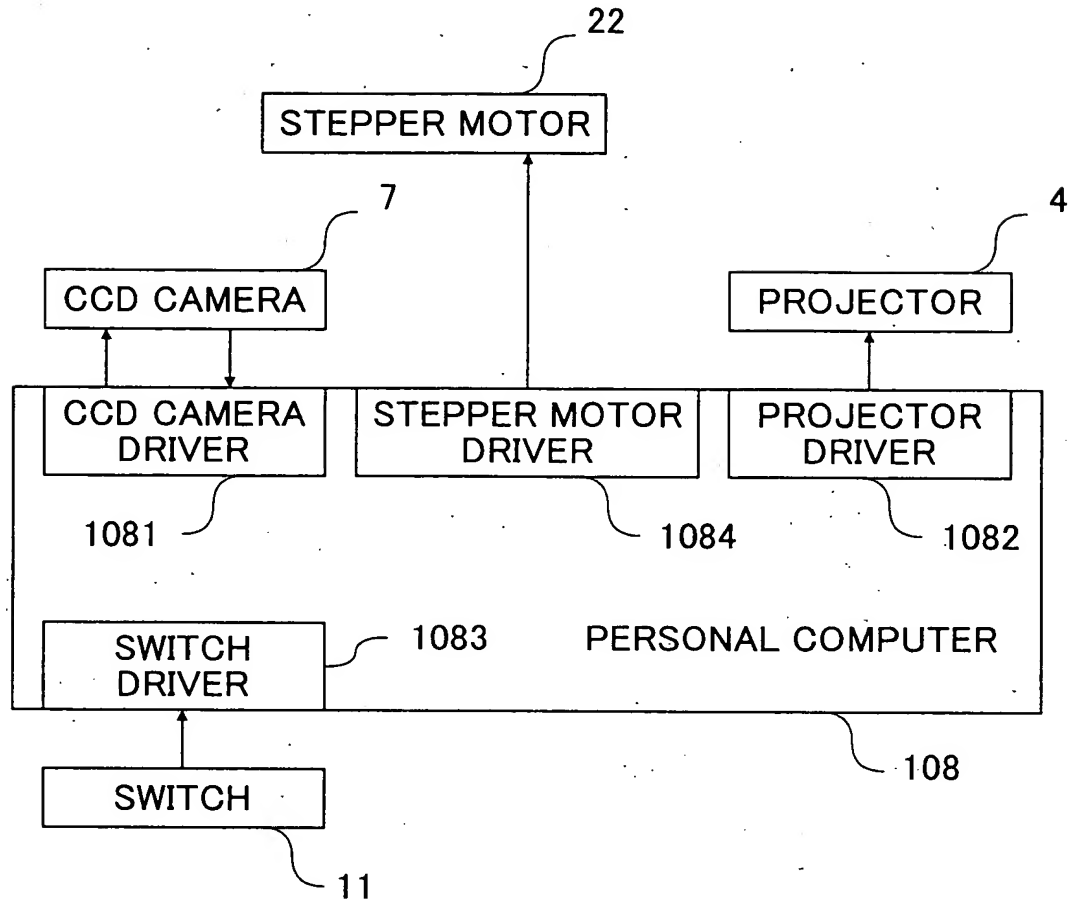 22
STEPPER MOTOR
7
4
CCD CAMERA
PROJECTOR
CCD CAMERA
DRIVER
STEPPER MOTOR
DRIVER
PROJECTOR
DRIVER
1081
1084
1082
SWITCH
DRIVER
1083
PERSONAL COMPUTER
108
SWITCH
11